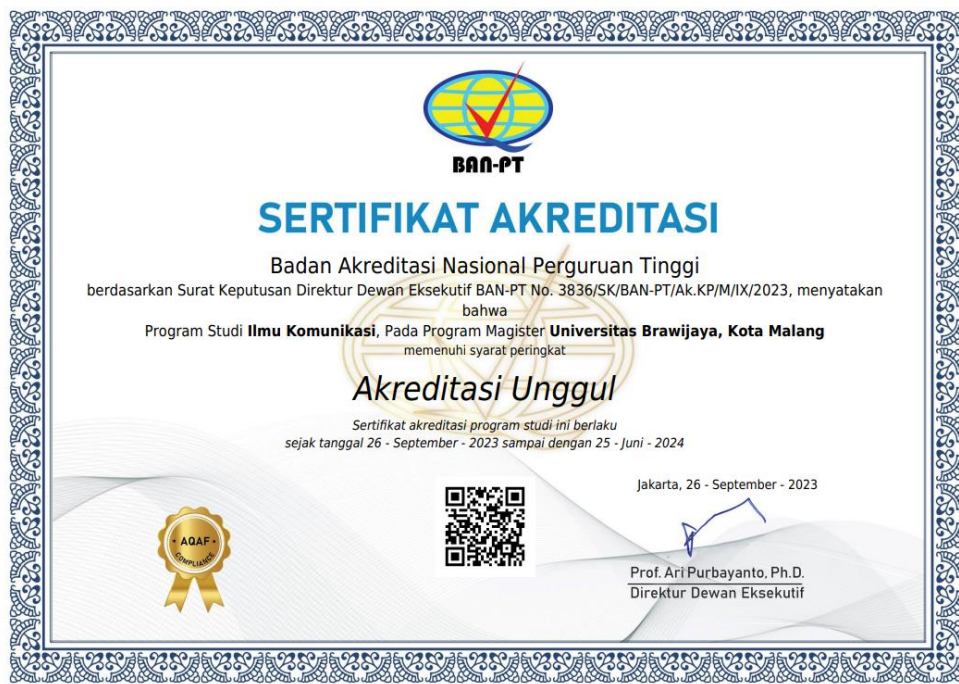 BAN-PT
SERTIFIKAT AKREDITASI
Badan Akreditasi Nasional Perguruan Tinggi
berdasarkan Surat Keputusan Direktur Dewan Eksekutif BAN-PT No. 3836/SK/BAN-PT/Ak.KP/M/IX/2023, menyatakan
bahwa
Program Studi Ilmu Komunikasi, Pada Program Magister Universitas Brawijaya, Kota Malang
memenuhi syarat peringkat
Akreditasi Unggul
Sertifikat akreditasi program studi ini berlaku
sejak tanggal 26 - September - 2023 sampai dengan 25 - Juni - 2024
Jakarta, 26 - September - 2023
AQAF
COMPLIANCE
Prof. Ari Purbayanto, Ph.D.
Direktur Dewan Eksekutif